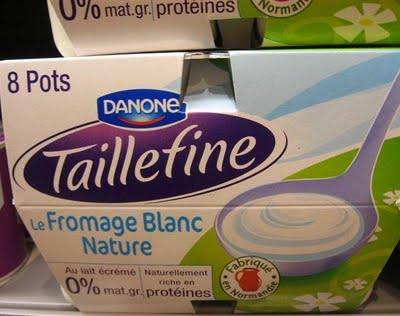 0% mat.gr. protéines
en Normandie
8 Pots
DANONE
Taillefine
Le Fromage Blanc
Nature
Au lait écrémé
0% mat.gr.
Naturellement
riche en
protéines
Fabriqué
en Normandie